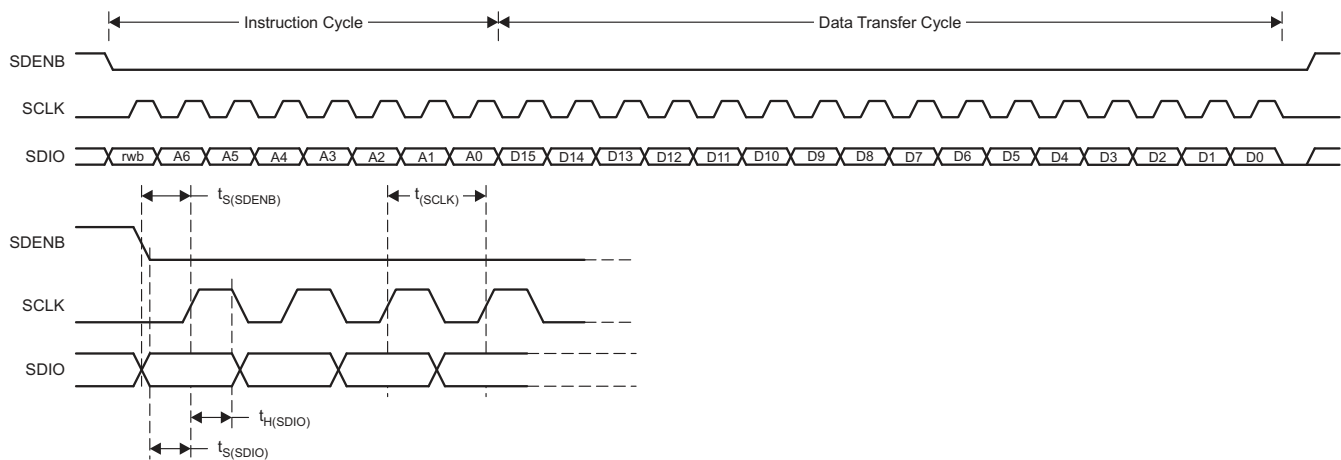 Instruction Cycle Data Transfer Cycle
SDENB
SCLK
SDIO rwb A6 A5 A4 A3 A2 A1 A0 D15 D14 D13 D12 D11 D10 D9 D8 D7 D6 D5 D4 D3 D2 D1 D0
tS(SDENB) t(SCLK)
SDENB
SCLK
SDIO
tH(SDIO)
tS(SDIO)